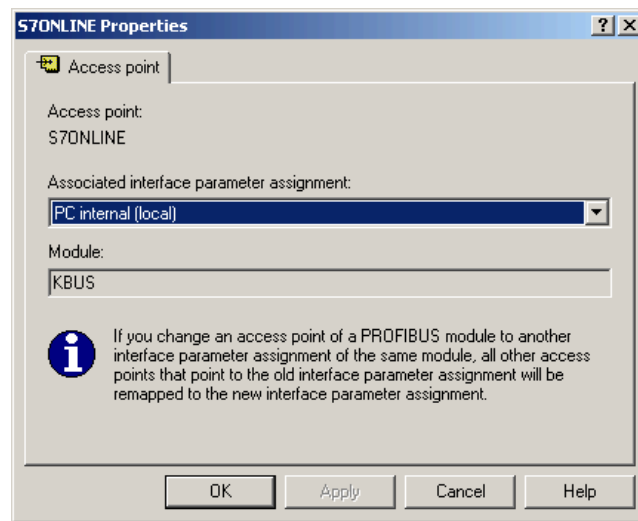 S7ONLINE Properties
Access point
Access point:
S7ONLINE
Associated interface parameter assignment:
PC internal (local)
Module:
KBUS
If you change an access point of a PROFIBUS module to another
interface parameter assignment of the same module, all other access
points that point to the old interface parameter assignment will be
remapped to the new interface parameter assignment.
OK Apply Cancel Help